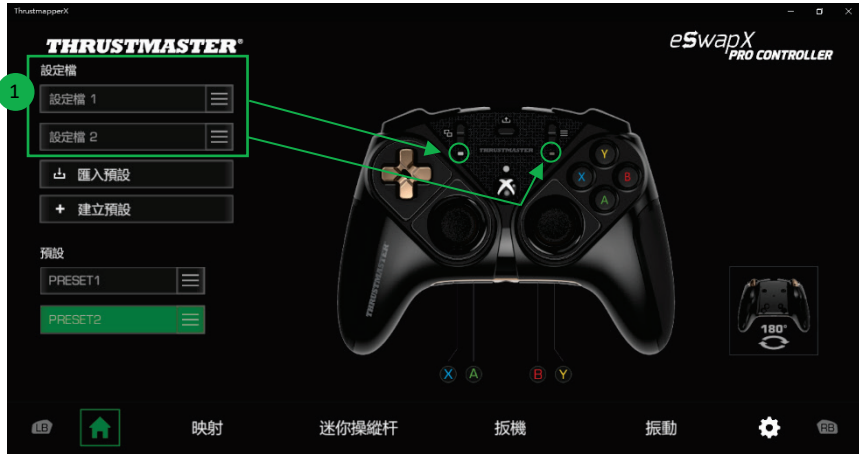 ThrustmapperX
THRUSTMASTER®
eSwapX
PRO CONTROLLER
設定檔
1
設定檔 1
設定檔 2
匯入預設
+ 建立預設
預設
PRESET1
PRESET2
THRUSTMASTER
Y
X
B
A
THRUSTMASTER
X A B Y
180°
LB
映射
迷你操縱杆
扳機
振動
RB